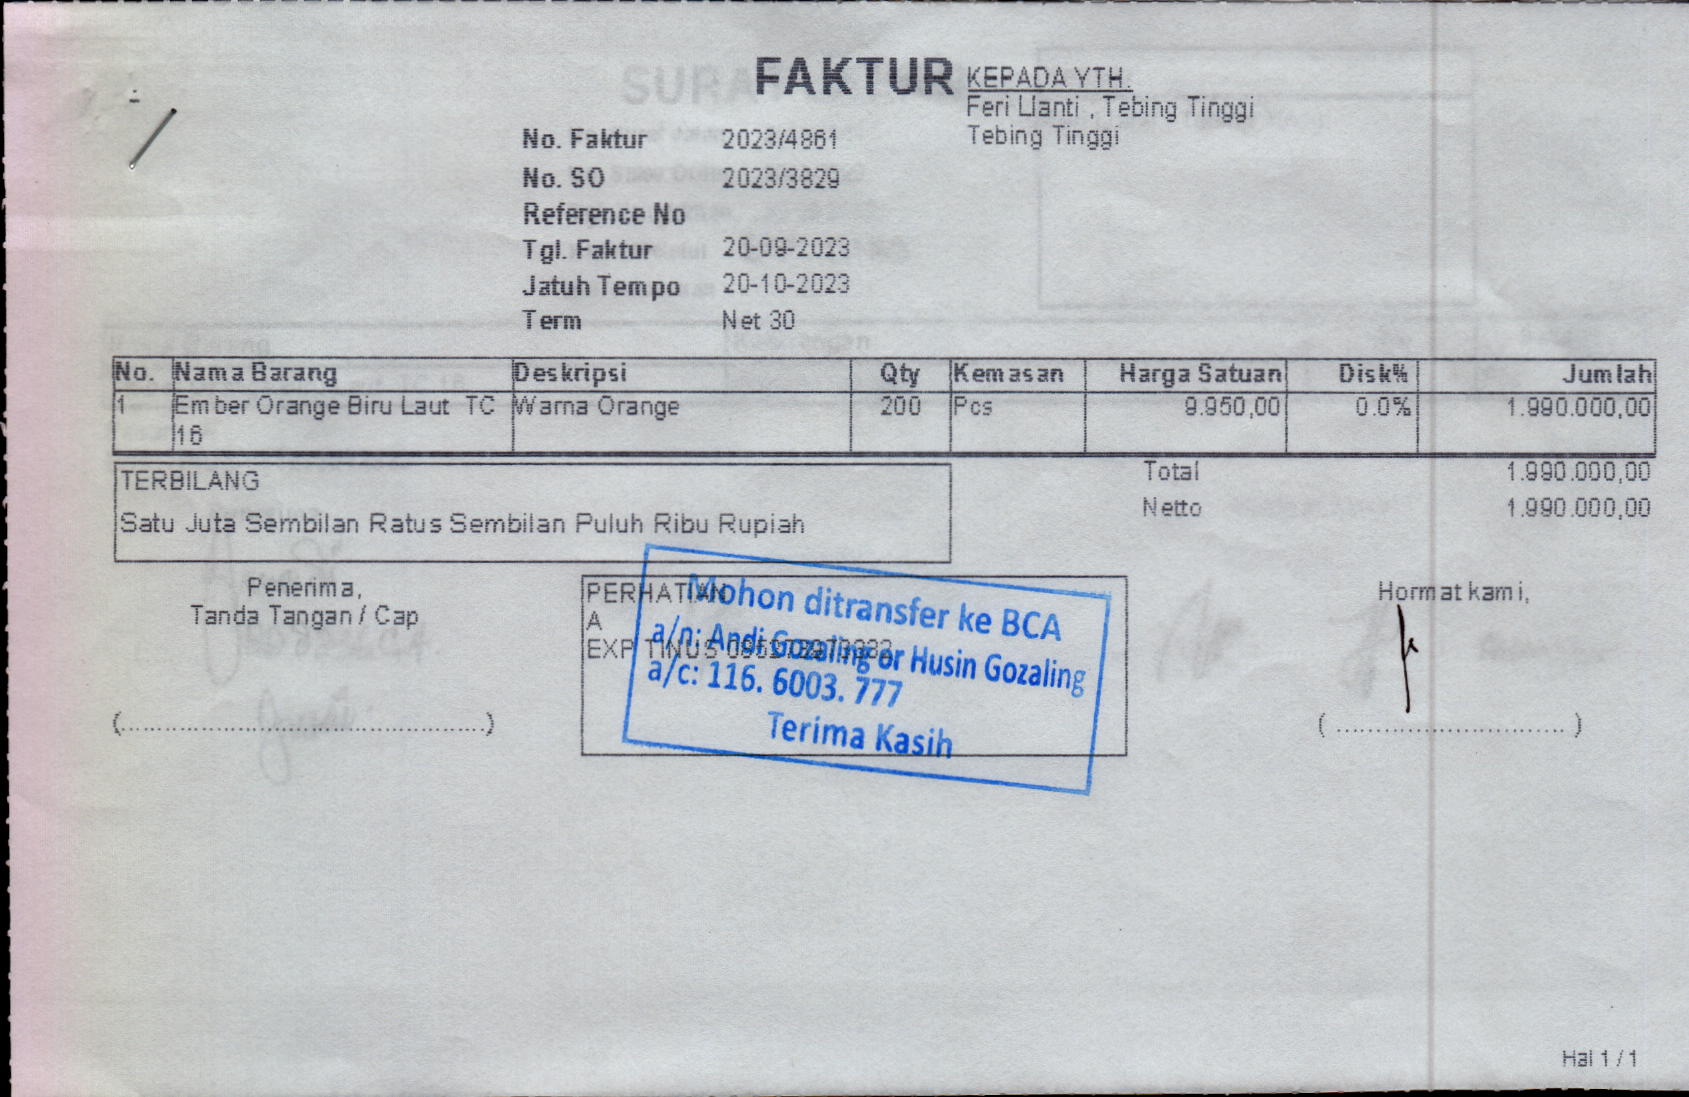 FAKTUR
KEPADA YTH.
Feri Lianti , Tebing Tinggi
Tebing Tinggi
No. Faktur 2023/4861
No. SO 2023/3829
Reference No
Tgl. Faktur 20-09-2023
Jatuh Tempo 20-10-2023
Term Net 30
No. Nama Barang Deskripsi Qty Kemasan Harga Satuan Disk% Jumlah
1 Ember Orange Biru Laut TC Warna Orange 200 Pcs 9.950,00 0.0% 1.990.000,00
16
TERBILANG
Satu Juta Sembilan Ratus Sembilan Puluh Ribu Rupiah
Total 1.990.000,00
Netto 1.990.000,00
Penerima,
Tanda Tangan / Cap
(..............................................)
PERHATIAN
A
EXP TINUS
Mohon ditransfer ke BCA
a/n: Andi Gozaling or Husin Gozaling
a/c: 116. 6003. 777
Terima Kasih
Hormat kami,
( ............................. )
Hal 1 / 1